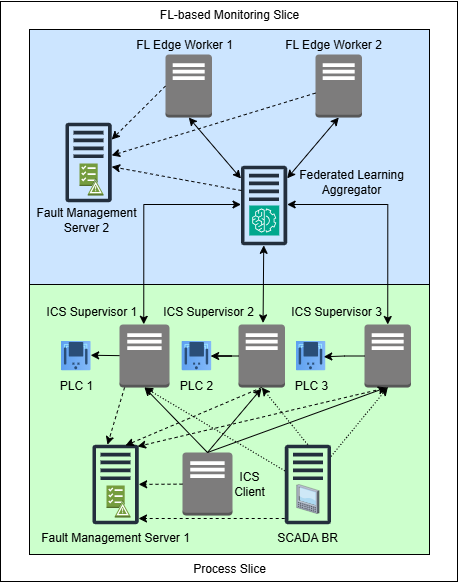 FL-based Monitoring Slice
FL Edge Worker 1
FL Edge Worker 2
Federated Learning
Aggregator
Fault Management
Server 2
ICS Supervisor 1
ICS Supervisor 2
ICS Supervisor 3
PLC 1
PLC 2
PLC 3
ICS
Client
Fault Management Server 1
SCADA BR
Process Slice